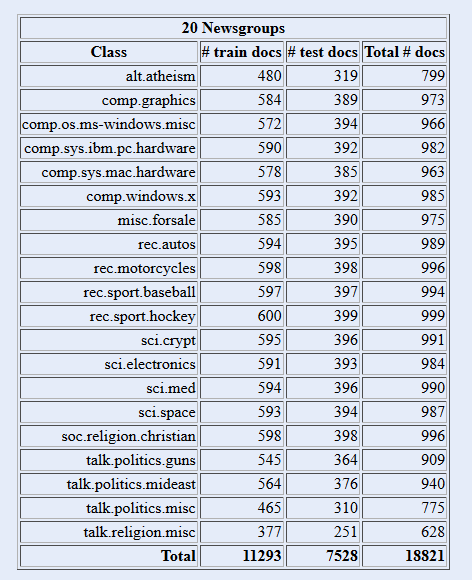 20 Newsgroups
Class # train docs # test docs Total # docs
alt.atheism 480 319 799
comp.graphics 584 389 973
comp.os.ms-windows.misc 572 394 966
comp.sys.ibm.pc.hardware 590 392 982
comp.sys.mac.hardware 578 385 963
comp.windows.x 593 392 985
misc.forsale 585 390 975
rec.autos 594 395 989
rec.motorcycles 598 398 996
rec.sport.baseball 597 397 994
rec.sport.hockey 600 399 999
sci.crypt 595 396 991
sci.electronics 591 393 984
sci.med 594 396 990
sci.space 593 394 987
soc.religion.christian 598 398 996
talk.politics.guns 545 364 909
talk.politics.mideast 564 376 940
talk.politics.misc 465 310 775
talk.religion.misc 377 251 628
Total 11293 7528 18821